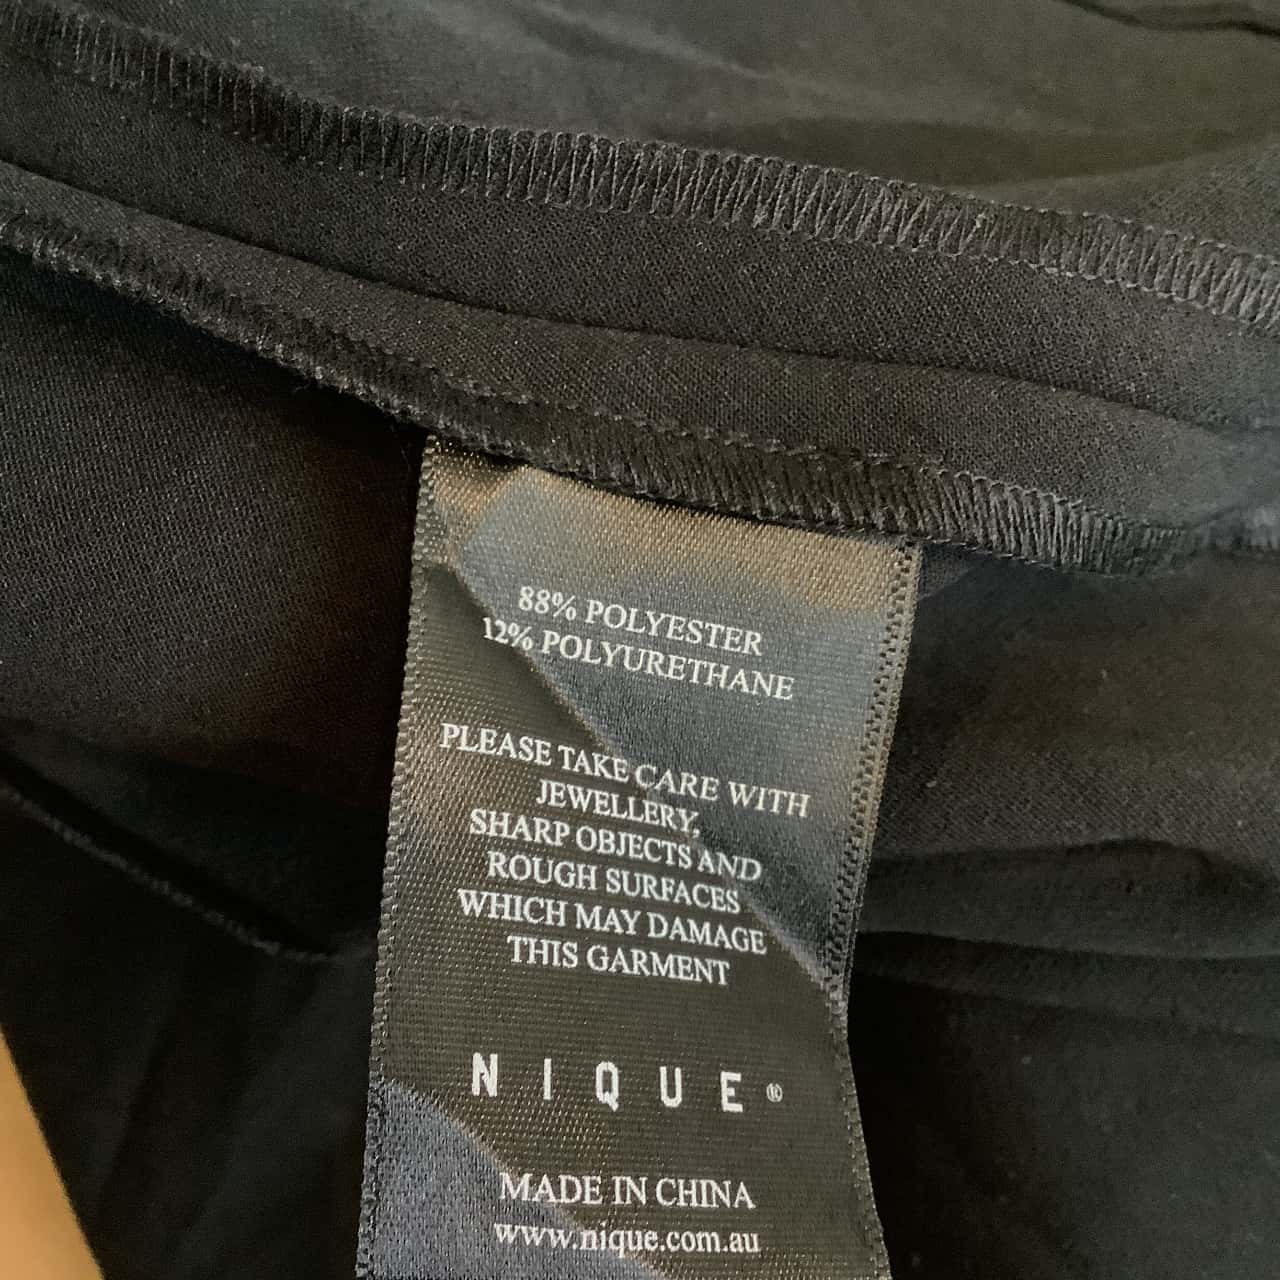 88% POLYESTER
12% POLYURETHANE
PLEASE TAKE CARE WITH
JEWELLERY,
SHARP OBJECTS AND
ROUGH SURFACES
WHICH MAY DAMAGE
THIS GARMENT
NIQUE®
MADE IN CHINA
www.nique.com.au